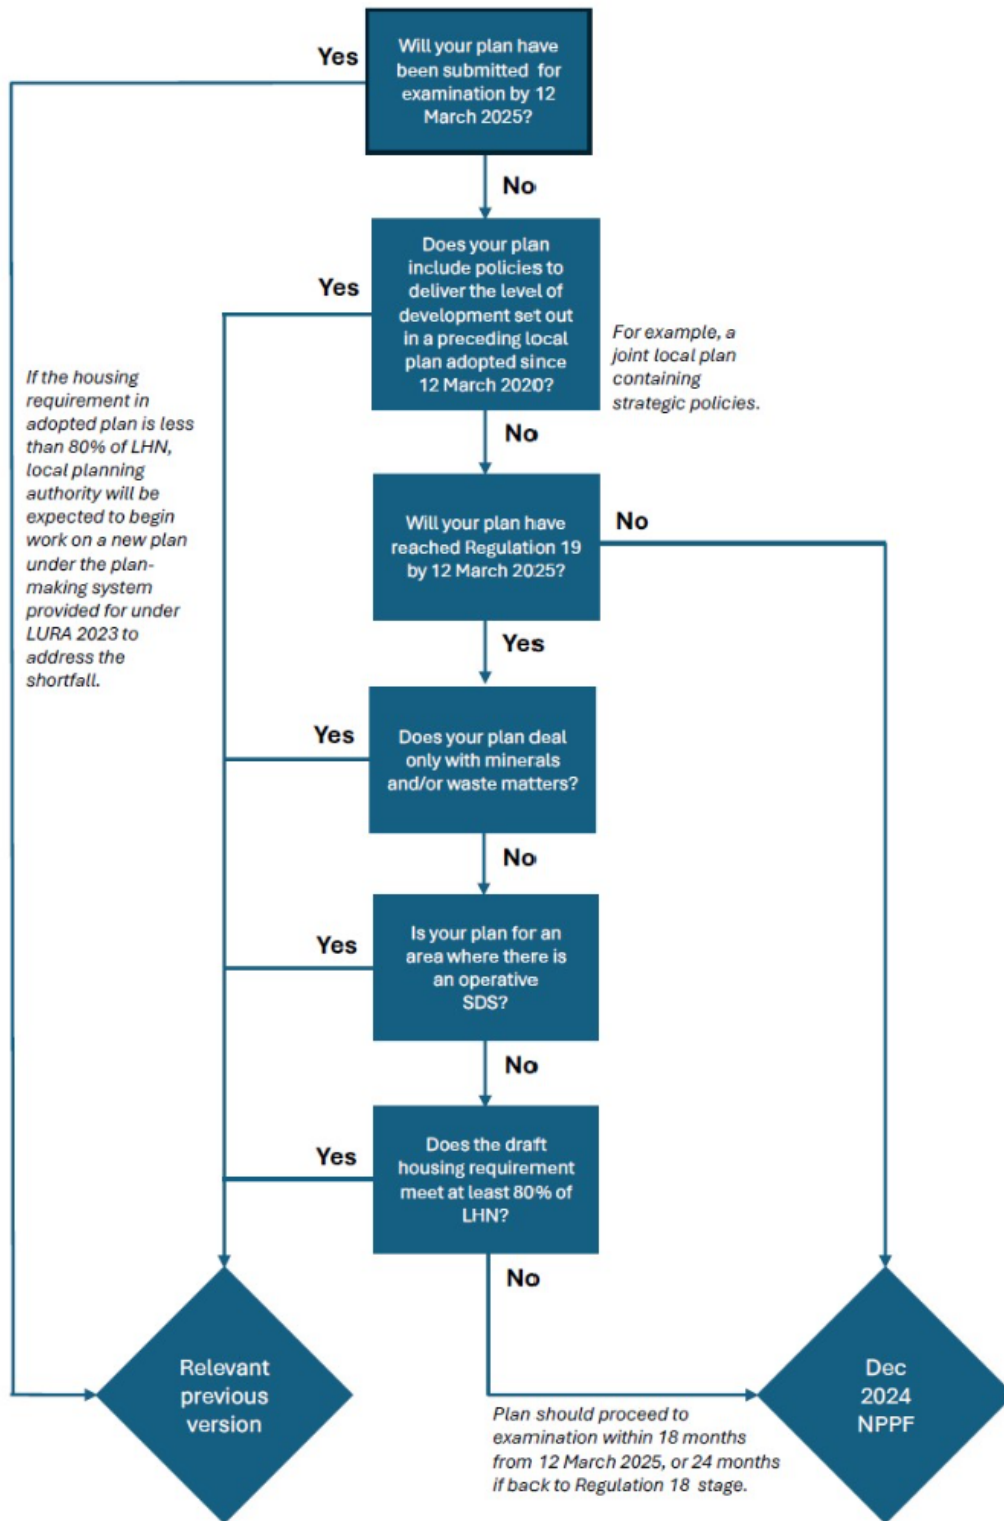 Will your plan have
been submitted for
examination by 12
March 2025?
Yes
No
Does your plan
include policies to
deliver the level of
development set out
in a preceding local
plan adopted since
12 March 2020?
Yes
For example, a
joint local plan
containing
strategic policies.
If the housing
requirement in
adopted plan is less
than 80% of LHN,
local planning
authority will be
expected to begin
work on a new plan
under the plan-
making system
provided for under
LURA 2023 to
address the
shortfall.
No
Will your plan have
reached Regulation 19
by 12 March 2025?
No
Yes
Does your plan deal
only with minerals
and/or waste matters?
Yes
No
Is your plan for an
area where there is
an operative
SDS?
Yes
No
Does the draft
housing requirement
meet at least 80% of
LHN?
Yes
No
Relevant
previous
version
Dec
2024
NPPF
Plan should proceed to
examination within 18 months
from 12 March 2025, or 24 months
if back to Regulation 18 stage.